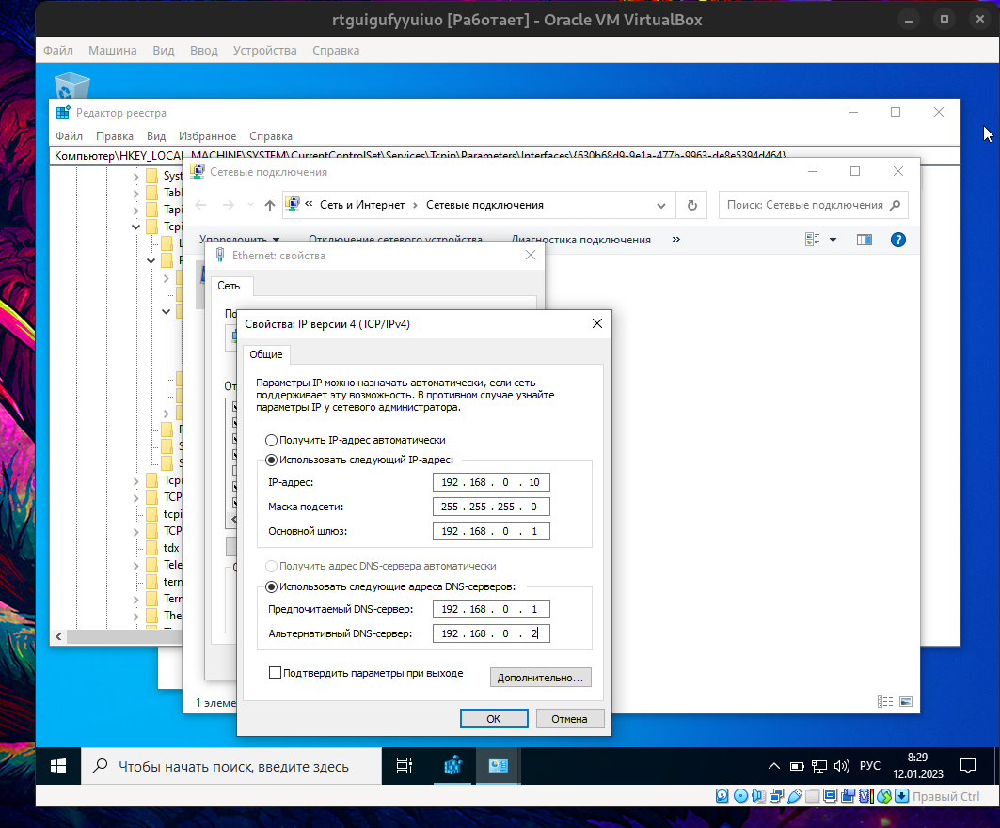 rtguigufyyuiuo [Работает] - Oracle VM VirtualBox
Файл Машина Вид Ввод Устройства Справка
Редактор реестра
Файл Правка Вид Избранное Справка
Компьютер\HKEY_LOCAL_MACHINE\SYSTEM\CurrentControlSet\Services\Tcpip\Parameters\Interfaces\{630b68d9-9e1a-477b-9963-de8e5394d464}
Сетевые подключения
« Сеть и Интернет › Сетевые подключения
Поиск: Сетевые подключения
Упорядочить Отключение сетевого устройства Диагностика подключения »
Ethernet: свойства
Сеть
Свойства: IP версии 4 (TCP/IPv4)
Общие
Параметры IP можно назначать автоматически, если сеть
поддерживает эту возможность. В противном случае узнайте
параметры IP у сетевого администратора.
Получить IP-адрес автоматически
Использовать следующий IP-адрес:
IP-адрес: 192 . 168 . 0 . 10
Маска подсети: 255 . 255 . 255 . 0
Основной шлюз: 192 . 168 . 0 . 1
Получить адрес DNS-сервера автоматически
Использовать следующие адреса DNS-серверов:
Предпочитаемый DNS-сервер: 192 . 168 . 0 . 1
Альтернативный DNS-сервер: 192 . 168 . 0 . 2
Подтвердить параметры при выходе
Дополнительно...
ОК Отмена
Syst
Tabl
Tapi
Tcpi
Tcpi
TCP
tcpi
TCP
tdx
Tele
tern
Terr
The
1 элеме
Чтобы начать поиск, введите здесь
РУС
8:29
12.01.2023
Правый Ctrl